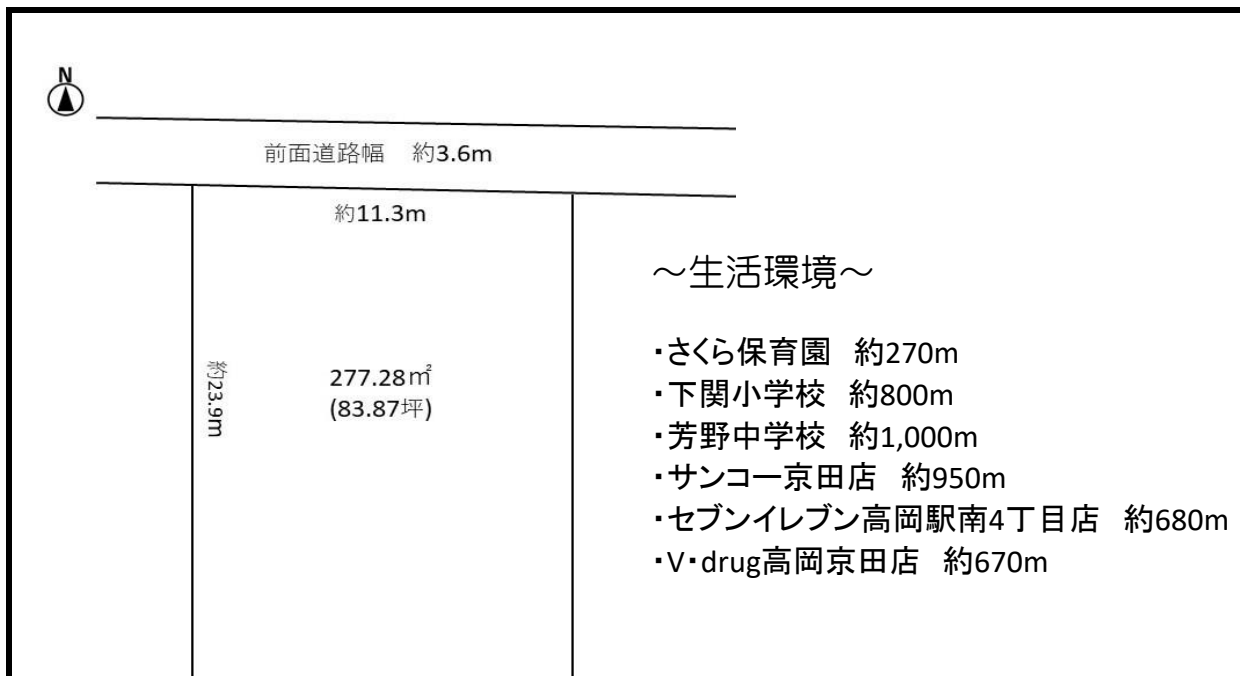 N
前面道路幅　約3.6m
約11.3m
約23.9m
277.28㎡
(83.87坪)
～生活環境～
・さくら保育園　約270m
・下関小学校　約800m
・芳野中学校　約1,000m
・サンコー京田店　約950m
・セブンイレブン高岡駅南4丁目店　約680m
・V・drug高岡京田店　約670m